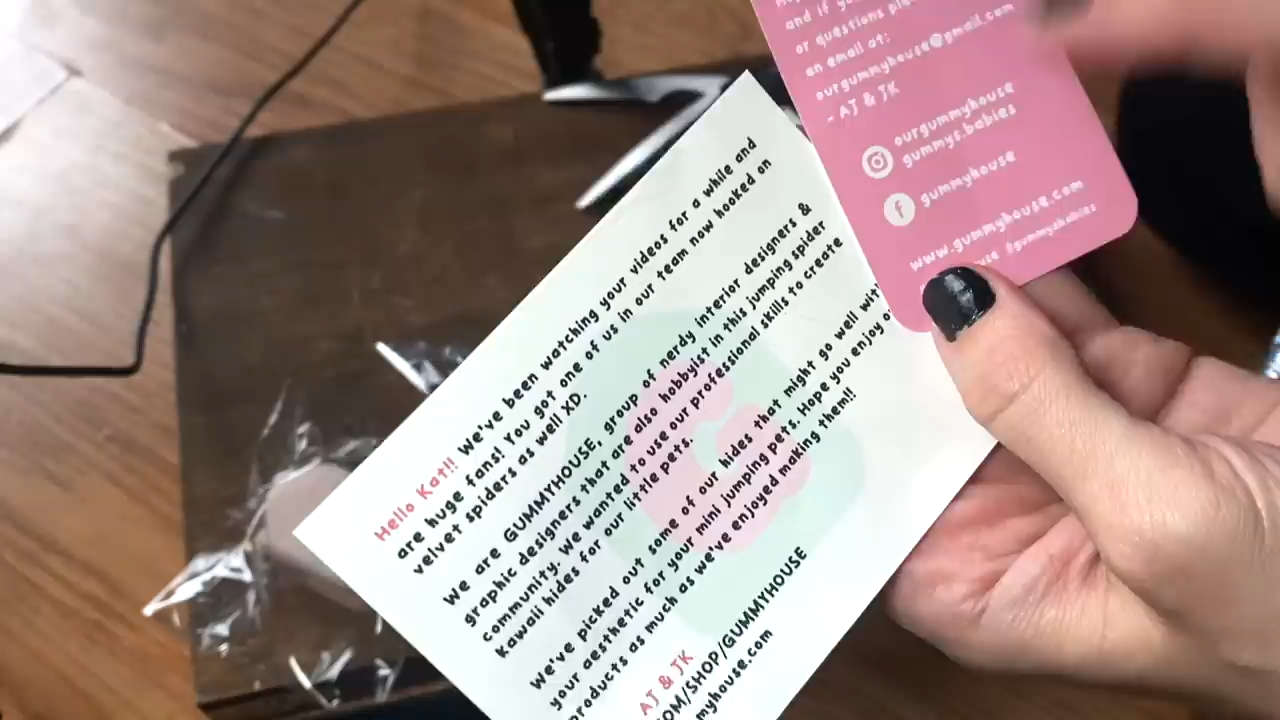 and if
or questions
an email at:
ourgummyhouse@gmail.com
- AJ & JK
ourgummyhouse
gummys.babies
gummyhouse
www.gummyhouse.com
#gummysbabies
Hello Kat!! We've been watching your videos for a while and
are huge fans! You got one of us in our team now hooked on
velvet spiders as well XD.
We are GUMMYHOUSE, group of nerdy interior designers &
graphic designers that are also hobbyist in this jumping spider
community. We wanted to use our professional skills to create
Kawaii hides for our little pets.
We've picked out some of our hides that might go well with
your aesthetic for your mini jumping pets. Hope you enjoy
products as much as we've enjoyed making them!!
AJ & JK
/SHOP/GUMMYHOUSE